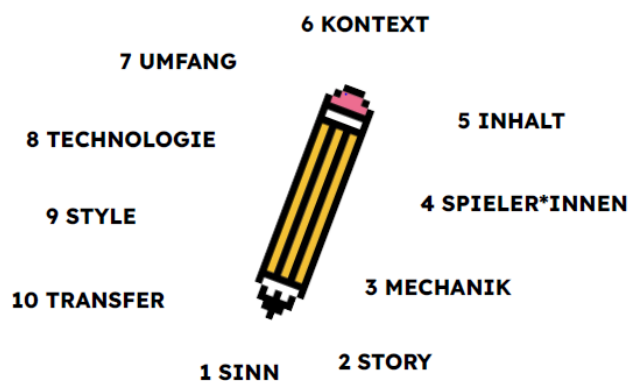 6 KONTEXT
7 UMFANG
5 INHALT
8 TECHNOLOGIE
4 SPIELER*INNEN
9 STYLE
3 MECHANIK
10 TRANSFER
2 STORY
1 SINN